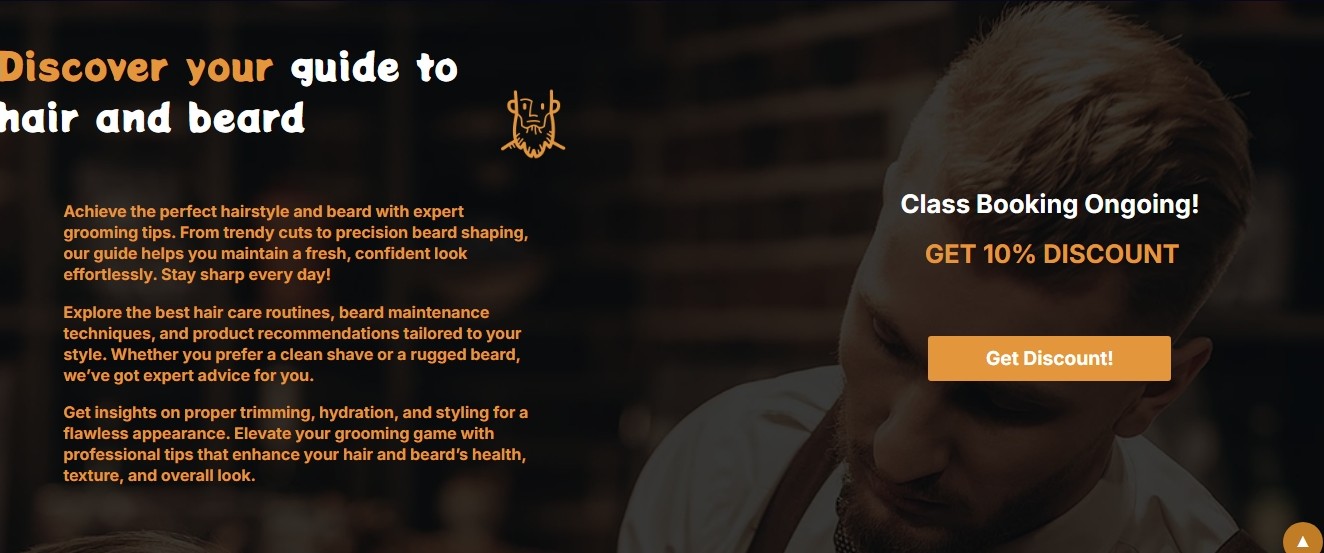 Discover your guide to
hair and beard
Achieve the perfect hairstyle and beard with expert
grooming tips. From trendy cuts to precision beard shaping,
our guide helps you maintain a fresh, confident look
effortlessly. Stay sharp every day!
Explore the best hair care routines, beard maintenance
techniques, and product recommendations tailored to your
style. Whether you prefer a clean shave or a rugged beard,
we’ve got expert advice for you.
Get insights on proper trimming, hydration, and styling for a
flawless appearance. Elevate your grooming game with
professional tips that enhance your hair and beard’s health,
texture, and overall look.
Class Booking Ongoing!
GET 10% DISCOUNT
Get Discount!